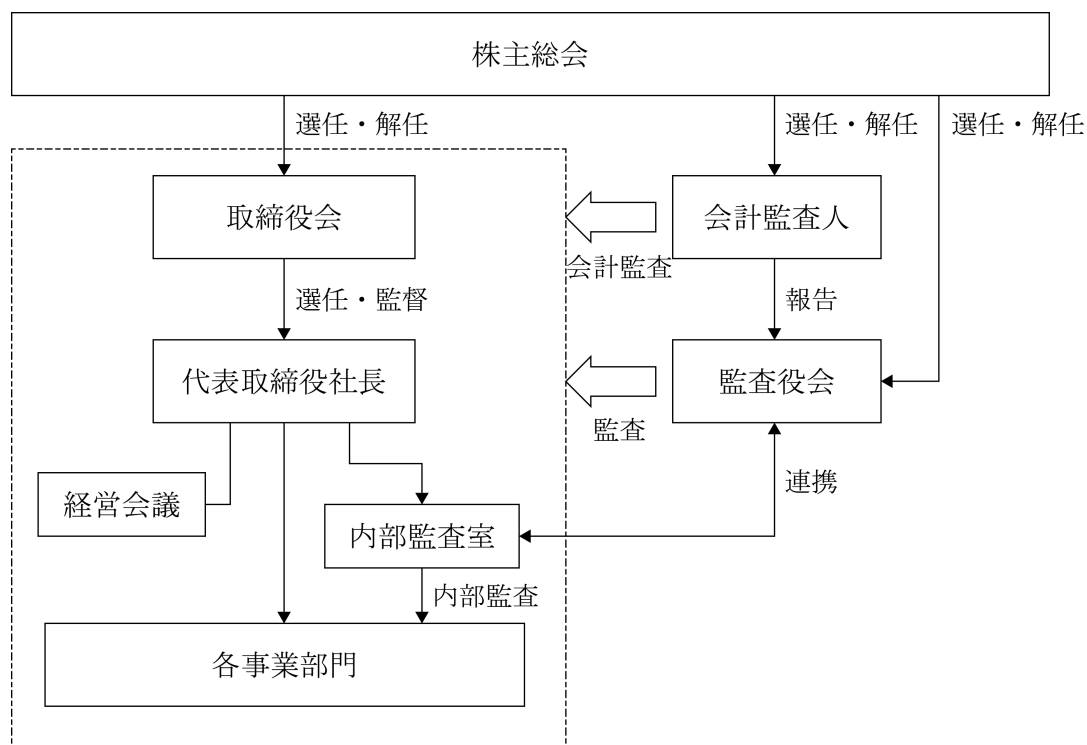 株主総会
選任・解任
選任・解任
選任・解任
取締役会
会計監査人
会計監査
選任・監督
報告
代表取締役社長
監査役会
監査
経営会議
連携
内部監査室
内部監査
各事業部門